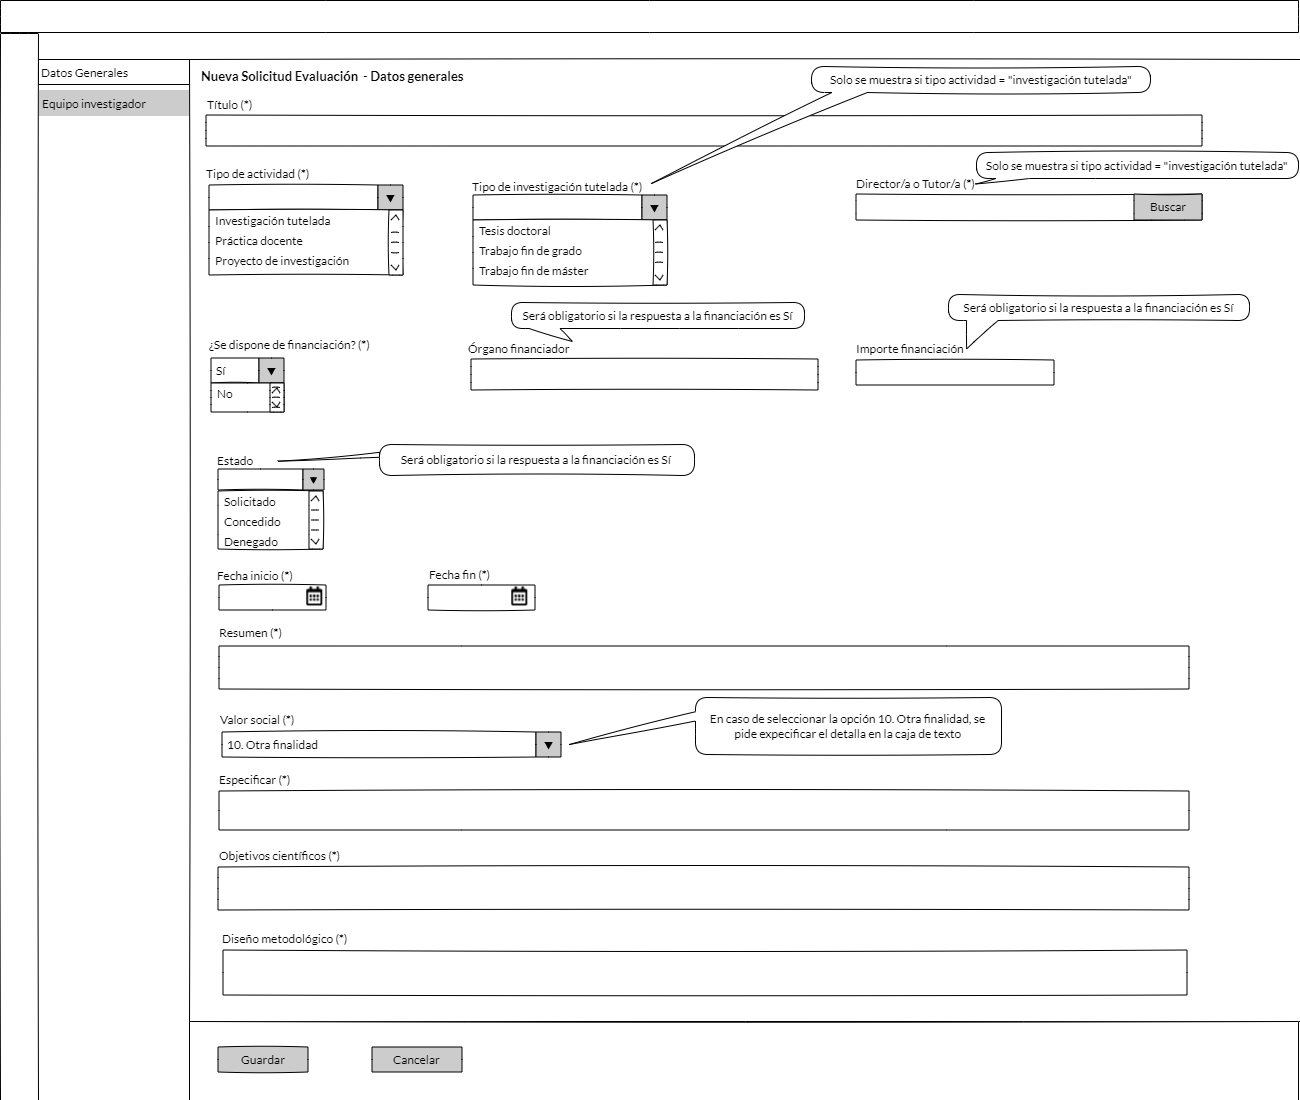 Datos Generales
Equipo investigador
Nueva Solicitud Evaluación - Datos generales
Solo se muestra si tipo actividad = "investigación tutelada"
Título (*)
Solo se muestra si tipo actividad = "investigación tutelada"
Tipo de actividad (*)
Tipo de investigación tutelada (*)
Director/a o Tutor/a (*)
Buscar
Investigación tutelada
Práctica docente
Proyecto de investigación
Tesis doctoral
Trabajo fin de grado
Trabajo fin de máster
Será obligatorio si la respuesta a la financiación es Sí
Será obligatorio si la respuesta a la financiación es Sí
¿Se dispone de financiación? (*)
Órgano financiador
Importe financiación
Sí
No
Estado
Será obligatorio si la respuesta a la financiación es Sí
Solicitado
Concedido
Denegado
Fecha inicio (*)
Fecha fin (*)
Resumen (*)
Valor social (*)
10. Otra finalidad
En caso de seleccionar la opción 10. Otra finalidad, se
pide expecificar el detalla en la caja de texto
Especificar (*)
Objetivos científicos (*)
Diseño metodológico (*)
Guardar
Cancelar